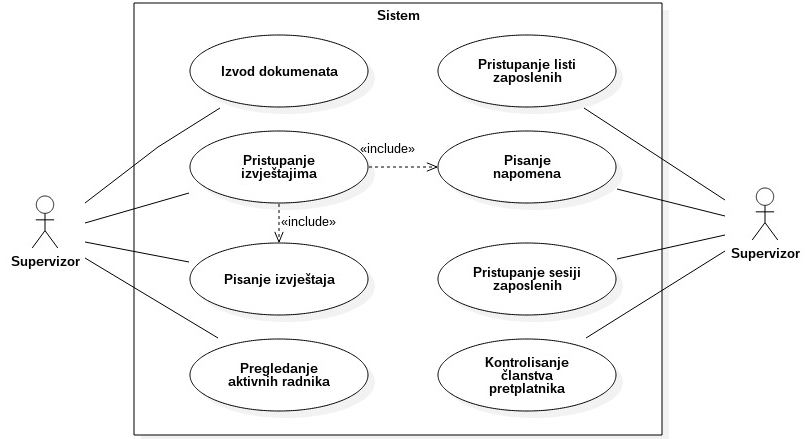 Sistem
Izvod dokumenata
Pristupanje listi
zaposlenih
Pristupanje
izvještajima
«include»
Pisanje
napomena
«include»
Supervizor
Supervizor
Pisanje izvještaja
Pristupanje sesiji
zaposlenih
Pregledanje
aktivnih radnika
Kontrolisanje
članstva
pretplatnika